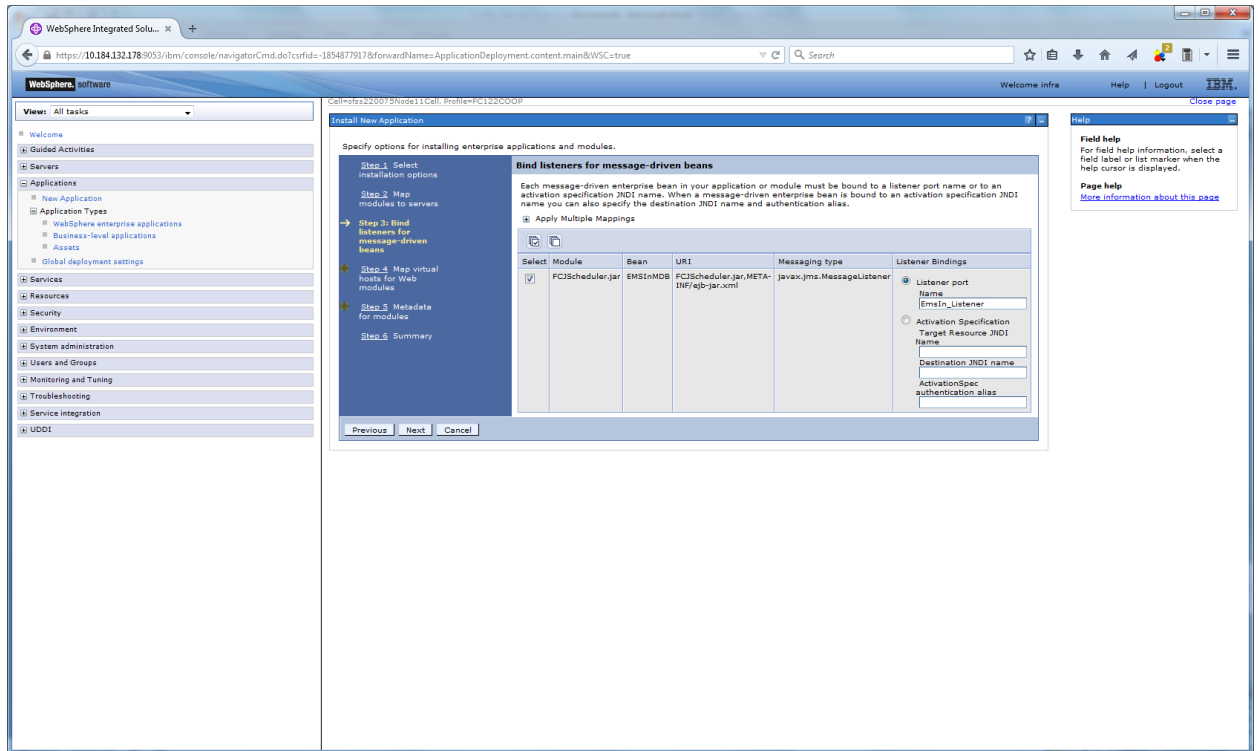 WebSphere Integrated Solu... × +
https://10.184.132.178:9053/ibm/console/navigatorCmd.do?csrfid=-1854877917&forwardName=ApplicationDeployment.content.main&WSC=true
Search
2
WebSphere. software
Welcome infra
Help | Logout
IBM.
View: All tasks
Welcome
Guided Activities
Servers
Applications
New Application
Application Types
WebSphere enterprise applications
Business-level applications
Assets
Global deployment settings
Services
Resources
Security
Environment
System administration
Users and Groups
Monitoring and Tuning
Troubleshooting
Service integration
UDDI
Cell=ofss220075Node11Cell, Profile=FC122COOP
Close page
Install New Application
? -
Specify options for installing enterprise applications and modules.
Step 1 Select
installation options
Step 2 Map
modules to servers
Step 3: Bind
listeners for
message-driven
beans
Step 4 Map virtual
hosts for Web
modules
Step 5 Metadata
for modules
Step 6 Summary
Bind listeners for message-driven beans
Each message-driven enterprise bean in your application or module must be bound to a listener port name or to an
activation specification JNDI name. When a message-driven enterprise bean is bound to an activation specification JNDI
name you can also specify the destination JNDI name and authentication alias.
Apply Multiple Mappings
Select Module Bean URI Messaging type Listener Bindings
FCJScheduler.jar EMSInMDB FCJScheduler.jar,META-
INF/ejb-jar.xml
javax.jms.MessageListener
Listener port
Name
EmsIn_Listener
Activation Specification
Target Resource JNDI
Name
Destination JNDI name
ActivationSpec
authentication alias
Previous Next Cancel
Help
Field help
For field help information, select a
field label or list marker when the
help cursor is displayed.
Page help
More information about this page